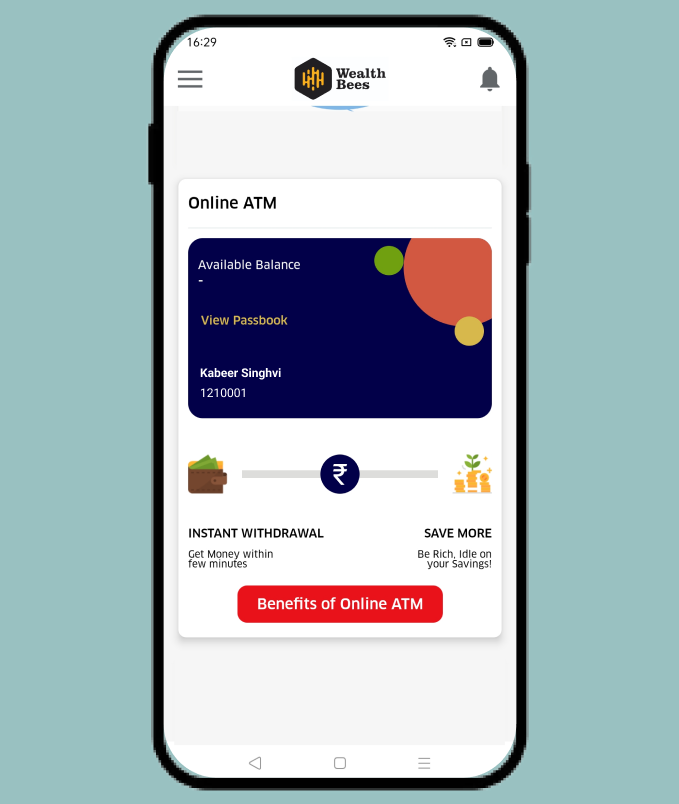 16:29
Wealth
Bees
Online ATM
Available Balance
-
View Passbook
Kabeer Singhvi
1210001
₹
INSTANT WITHDRAWAL
SAVE MORE
Get Money within
few minutes
Be Rich, Idle on
your Savings!
Benefits of Online ATM